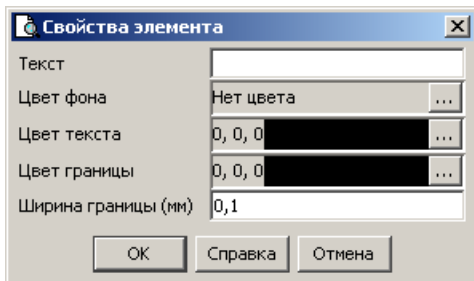 Свойства элемента
Текст
Цвет фона Нет цвета ...
Цвет текста 0, 0, 0 ...
Цвет границы 0, 0, 0 ...
Ширина границы (мм) 0,1
ОК Справка Отмена